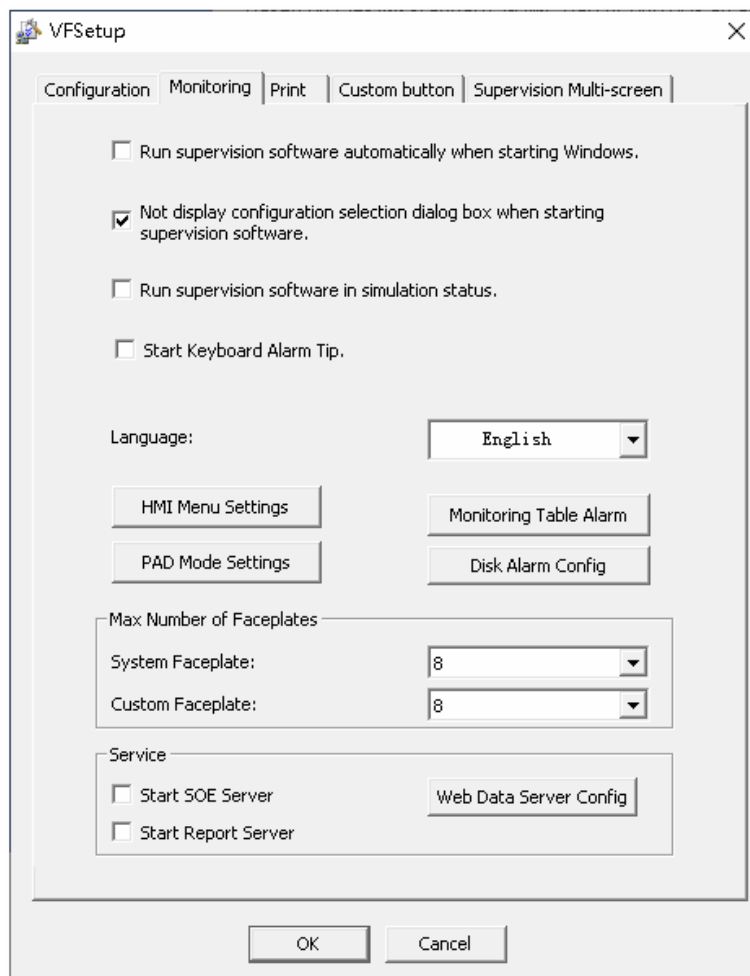 VFSetup
Configuration
Monitoring
Print
Custom button
Supervision Multi-screen
Run supervision software automatically when starting Windows.
Not display configuration selection dialog box when starting
supervision software.
Run supervision software in simulation status.
Start Keyboard Alarm Tip.
Language:
English
HMI Menu Settings
Monitoring Table Alarm
PAD Mode Settings
Disk Alarm Config
Max Number of Faceplates
System Faceplate:
8
Custom Faceplate:
8
Service
Start SOE Server
Web Data Server Config
Start Report Server
OK
Cancel